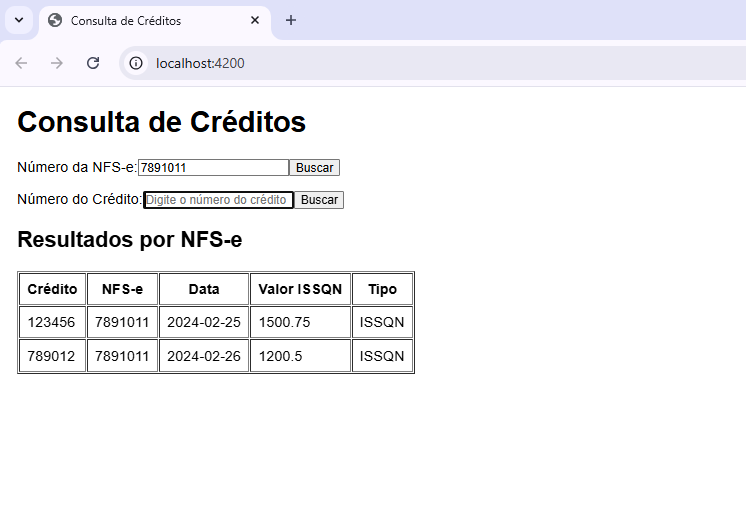 Consulta de Créditos
localhost:4200
Consulta de Créditos
Número da NFS-e: 7891011 Buscar
Número do Crédito: Digite o número do crédito Buscar
Resultados por NFS-e
Crédito NFS-e Data Valor ISSQN Tipo
123456 7891011 2024-02-25 1500.75 ISSQN
789012 7891011 2024-02-26 1200.5 ISSQN